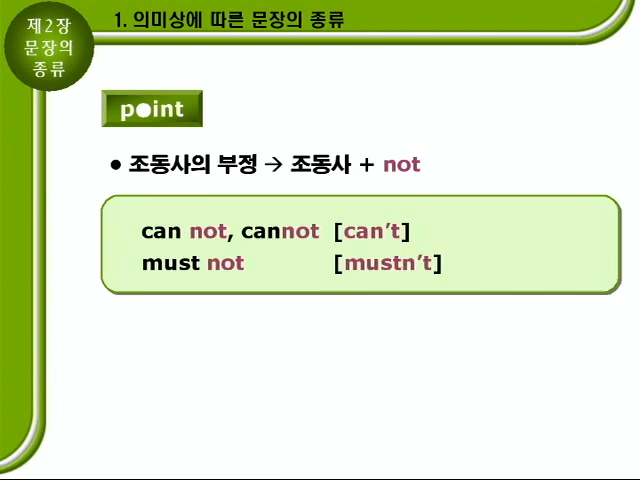 제2장
문장의
종류
1. 의미상에 따른 문장의 종류
point
● 조동사의 부정 → 조동사 + not
can not, cannot [can't]
must not [mustn't]